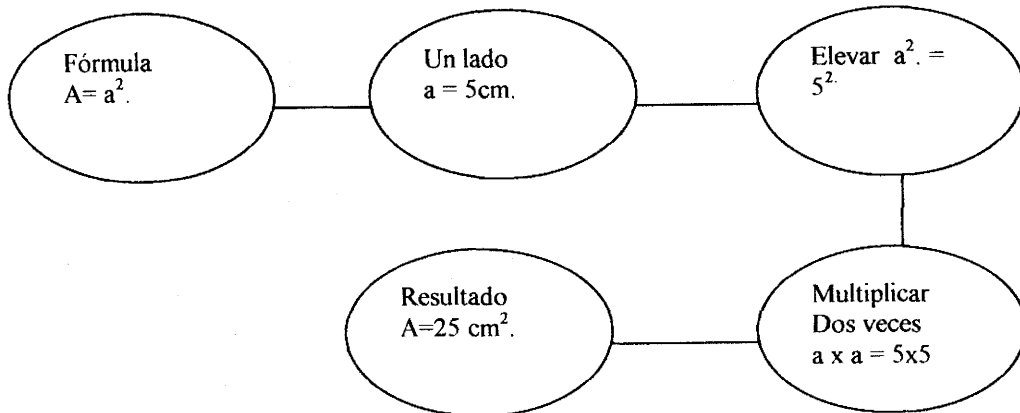 Fórmula
A= a².
Un lado
a = 5cm.
Elevar a². =
5².
Multiplicar
Dos veces
a x a = 5x5
Resultado
A=25 cm².